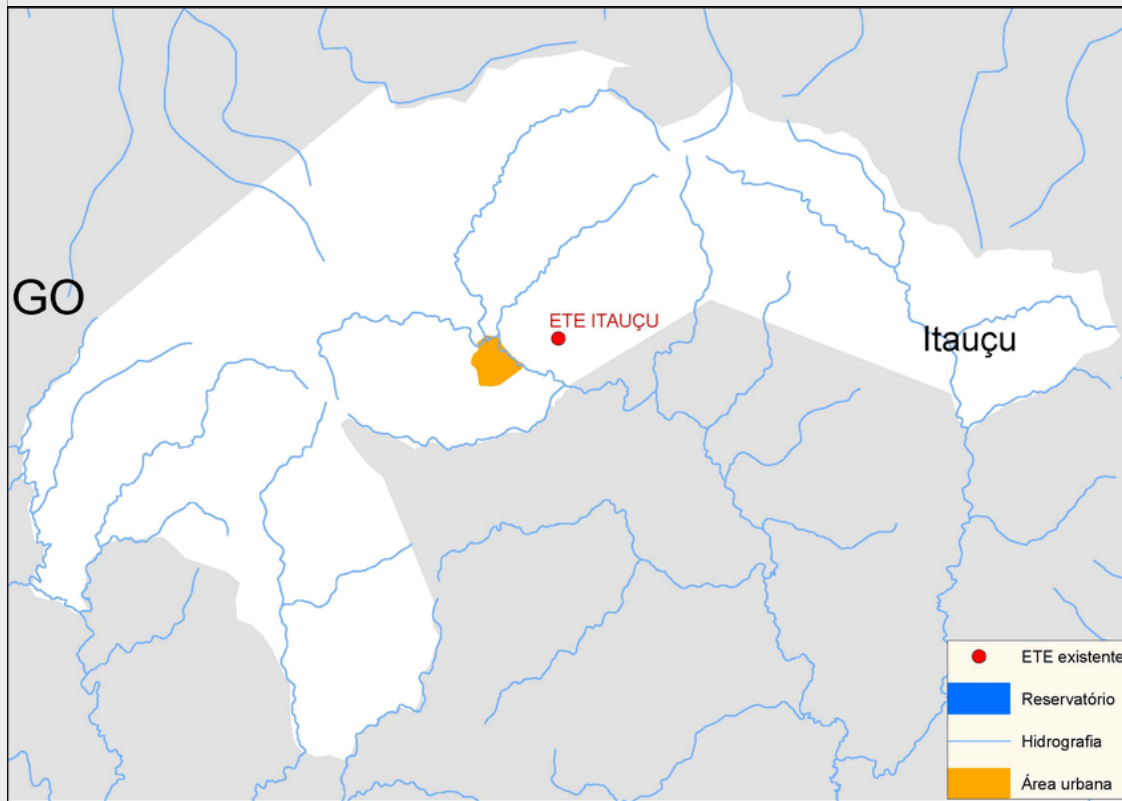 GO
ETE ITAUÇU
Itauçu
ETE existente
Reservatório
Hidrografia
Área urbana